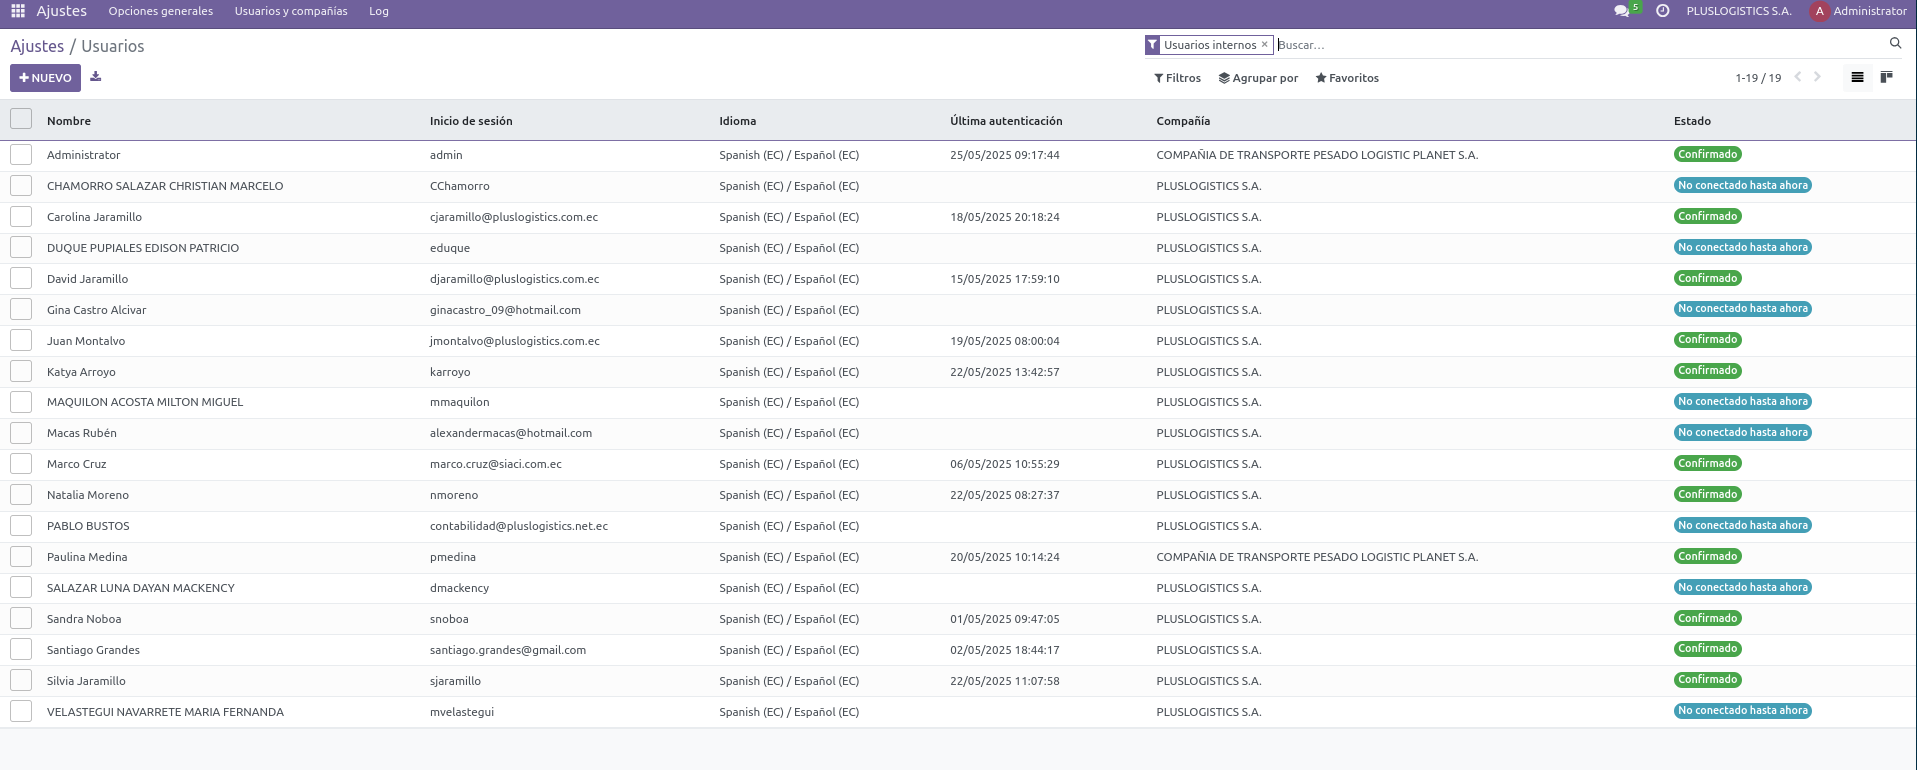 Ajustes Opciones generales Usuarios y compañías Log 5 PLUSLOGISTICS S.A. A Administrator
Ajustes / Usuarios Usuarios internos × Buscar...
+ NUEVO Filtros Agrupar por Favoritos 1-19 / 19
Nombre Inicio de sesión Idioma Última autenticación Compañía Estado
Administrator admin Spanish (EC) / Español (EC) 25/05/2025 09:17:44 COMPAÑIA DE TRANSPORTE PESADO LOGISTIC PLANET S.A. Confirmado
CHAMORRO SALAZAR CHRISTIAN MARCELO CChamorro Spanish (EC) / Español (EC) PLUSLOGISTICS S.A. No conectado hasta ahora
Carolina Jaramillo cjaramillo@pluslogistics.com.ec Spanish (EC) / Español (EC) 18/05/2025 20:18:24 PLUSLOGISTICS S.A. Confirmado
DUQUE PUPIALES EDISON PATRICIO eduque Spanish (EC) / Español (EC) PLUSLOGISTICS S.A. No conectado hasta ahora
David Jaramillo djaramillo@pluslogistics.com.ec Spanish (EC) / Español (EC) 15/05/2025 17:59:10 PLUSLOGISTICS S.A. Confirmado
Gina Castro Alcivar ginacastro_09@hotmail.com Spanish (EC) / Español (EC) PLUSLOGISTICS S.A. No conectado hasta ahora
Juan Montalvo jmontalvo@pluslogistics.com.ec Spanish (EC) / Español (EC) 19/05/2025 08:00:04 PLUSLOGISTICS S.A. Confirmado
Katya Arroyo karroyo Spanish (EC) / Español (EC) 22/05/2025 13:42:57 PLUSLOGISTICS S.A. Confirmado
MAQUILON ACOSTA MILTON MIGUEL mmaquilon Spanish (EC) / Español (EC) PLUSLOGISTICS S.A. No conectado hasta ahora
Macas Rubén alexandermacas@hotmail.com Spanish (EC) / Español (EC) PLUSLOGISTICS S.A. No conectado hasta ahora
Marco Cruz marco.cruz@siaci.com.ec Spanish (EC) / Español (EC) 06/05/2025 10:55:29 PLUSLOGISTICS S.A. Confirmado
Natalia Moreno nmoreno Spanish (EC) / Español (EC) 22/05/2025 08:27:37 PLUSLOGISTICS S.A. Confirmado
PABLO BUSTOS contabilidad@pluslogistics.net.ec Spanish (EC) / Español (EC) PLUSLOGISTICS S.A. No conectado hasta ahora
Paulina Medina pmedina Spanish (EC) / Español (EC) 20/05/2025 10:14:24 COMPAÑIA DE TRANSPORTE PESADO LOGISTIC PLANET S.A. Confirmado
SALAZAR LUNA DAYAN MACKENCY dmackency Spanish (EC) / Español (EC) PLUSLOGISTICS S.A. No conectado hasta ahora
Sandra Noboa snoboa Spanish (EC) / Español (EC) 01/05/2025 09:47:05 PLUSLOGISTICS S.A. Confirmado
Santiago Grandes santiago.grandes@gmail.com Spanish (EC) / Español (EC) 02/05/2025 18:44:17 PLUSLOGISTICS S.A. Confirmado
Silvia Jaramillo sjaramillo Spanish (EC) / Español (EC) 22/05/2025 11:07:58 PLUSLOGISTICS S.A. Confirmado
VELASTEGUI NAVARRETE MARIA FERNANDA mvelastegui Spanish (EC) / Español (EC) PLUSLOGISTICS S.A. No conectado hasta ahora